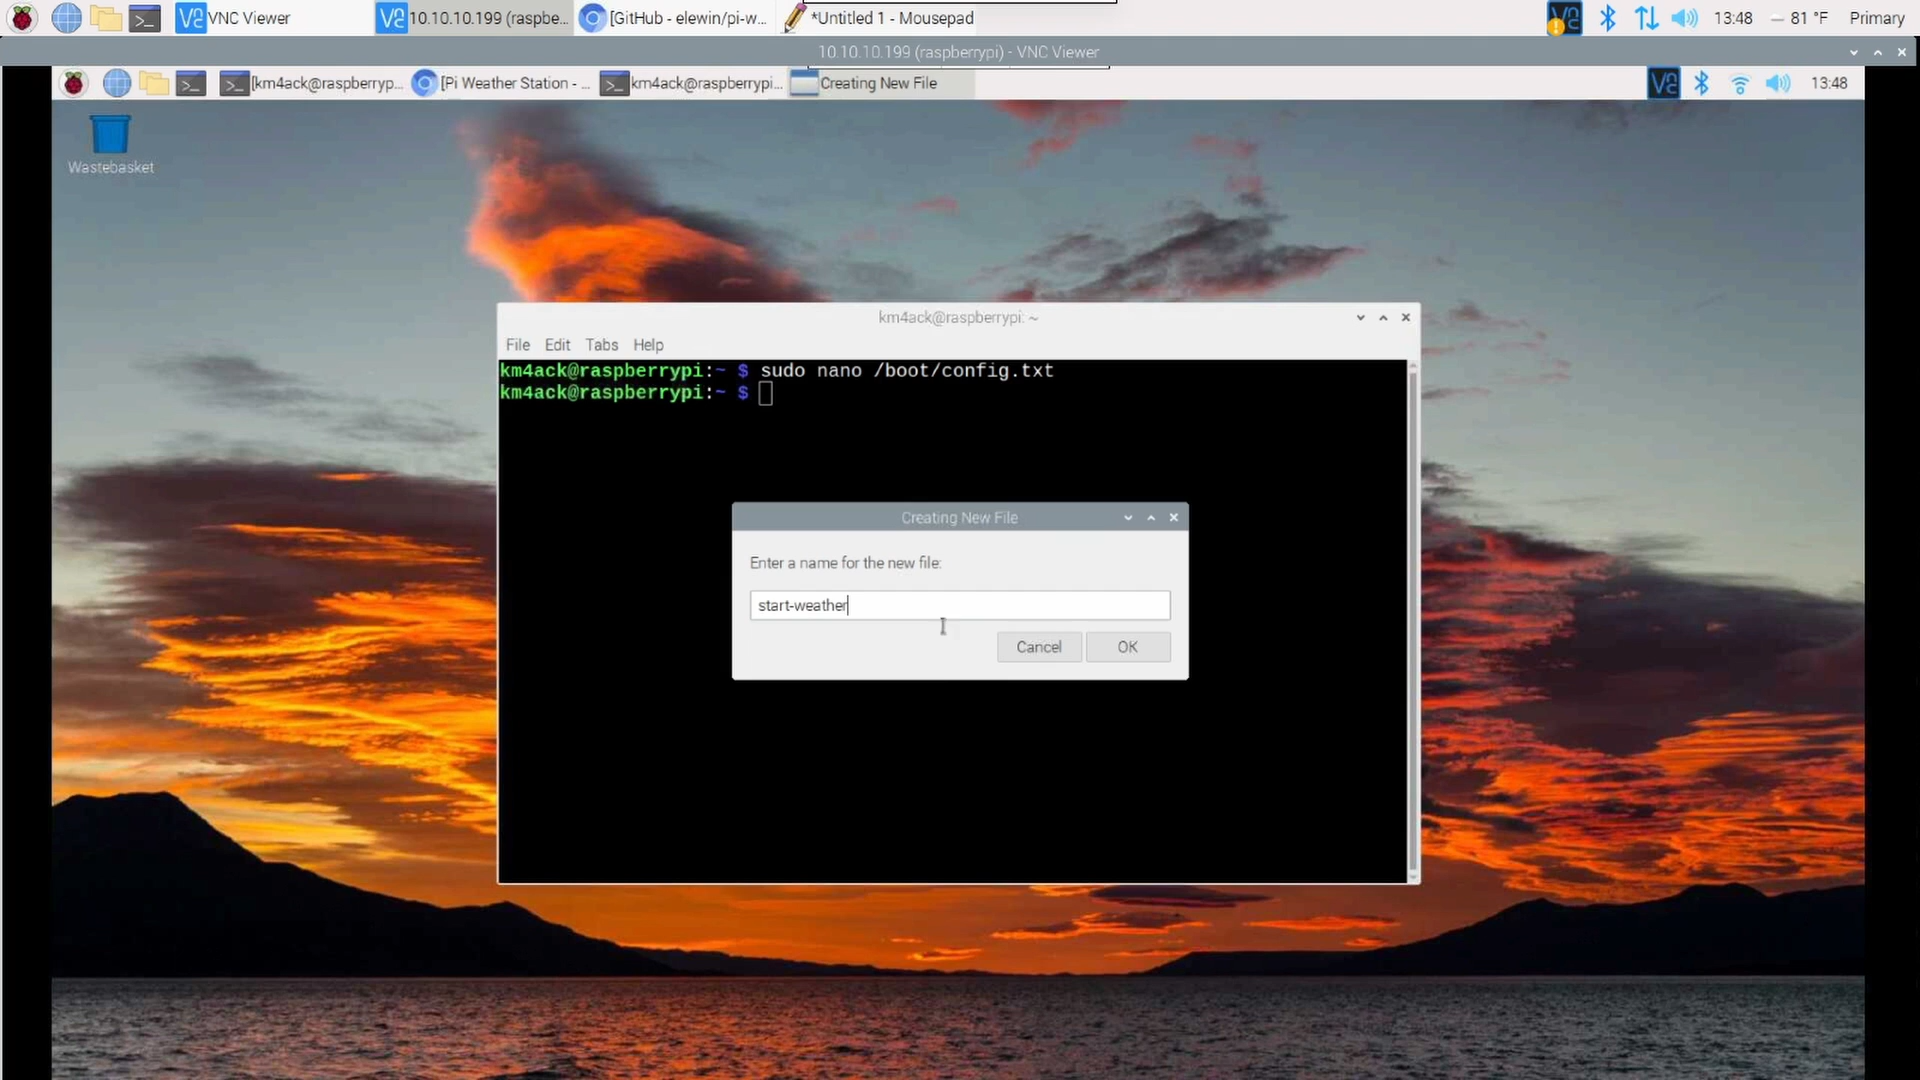 VNC Viewer
10.10.10.199 (raspbe...
[GitHub - elewin/pi-w...
*Untitled 1 - Mousepad
13:48
81 °F
Primary
10.10.10.199 (raspberrypi) - VNC Viewer
[km4ack@raspberryp...
[Pi Weather Station - ...
km4ack@raspberrypi...
Creating New File
13:48
Wastebasket
km4ack@raspberrypi: ~
File Edit Tabs Help
km4ack@raspberrypi:~ $ sudo nano /boot/config.txt
km4ack@raspberrypi:~ $
Creating New File
Enter a name for the new file:
start-weather
Cancel
OK